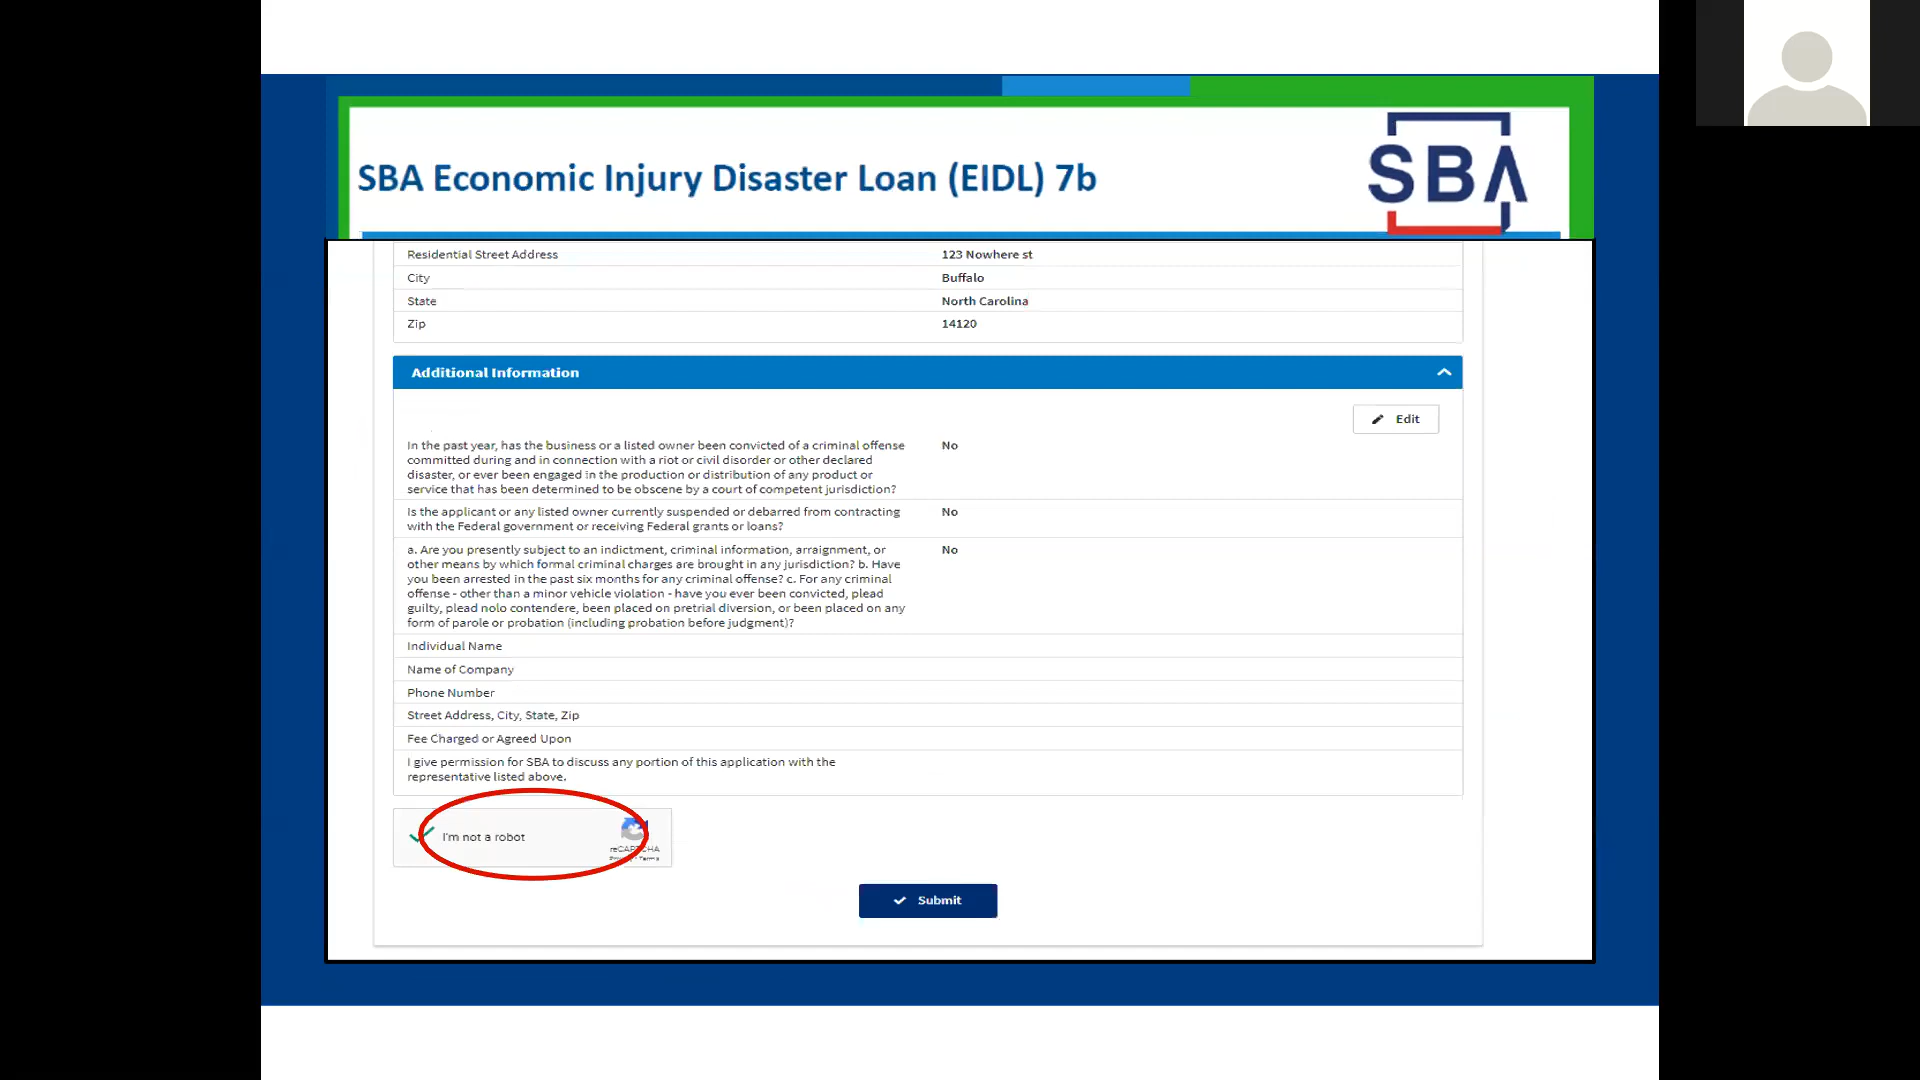 SBA Economic Injury Disaster Loan (EIDL) 7b
SBA
Residential Street Address 123 Nowhere st
City Buffalo
State North Carolina
Zip 14120
Additional Information
Edit
In the past year, has the business or a listed owner been convicted of a criminal offense No
committed during and in connection with a riot or civil disorder or other declared
disaster, or ever been engaged in the production or distribution of any product or
service that has been determined to be obscene by a court of competent jurisdiction?
Is the applicant or any listed owner currently suspended or debarred from contracting No
with the Federal government or receiving Federal grants or loans?
a. Are you presently subject to an indictment, criminal information, arraignment, or No
other means by which formal criminal charges are brought in any jurisdiction? b. Have
you been arrested in the past six months for any criminal offense? c. For any criminal
offense - other than a minor vehicle violation - have you ever been convicted, plead
guilty, plead nolo contendere, been placed on pretrial diversion, or been placed on any
form of parole or probation (including probation before judgment)?
Individual Name
Name of Company
Phone Number
Street Address, City, State, Zip
Fee Charged or Agreed Upon
I give permission for SBA to discuss any portion of this application with the
representative listed above.
I'm not a robot
reCAPTCHA
Privacy - Terms
Submit